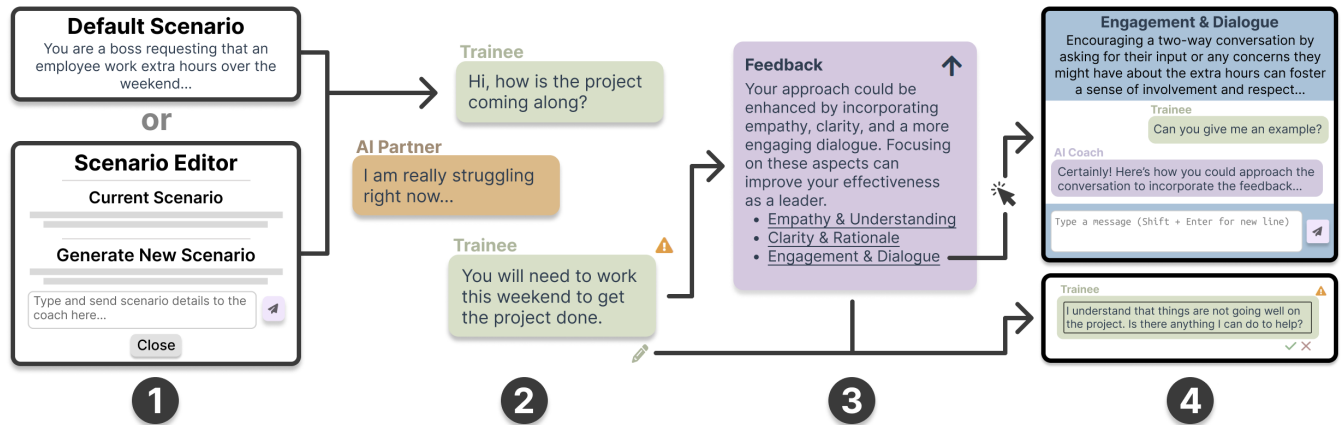 Default Scenario
You are a boss requesting that an
employee work extra hours over the
weekend...
or
Scenario Editor
Current Scenario
Generate New Scenario
Type and send scenario details to the
coach here...
Close
1
Trainee
Hi, how is the project
coming along?
AI Partner
I am really struggling
right now...
Trainee
You will need to work
this weekend to get
the project done.
2
Feedback
Your approach could be
enhanced by incorporating
empathy, clarity, and a more
engaging dialogue. Focusing
on these aspects can
improve your effectiveness
as a leader.
• Empathy & Understanding
• Clarity & Rationale
• Engagement & Dialogue
3
Engagement & Dialogue
Encouraging a two-way conversation by
asking for their input or any concerns they
might have about the extra hours can foster
a sense of involvement and respect...
Trainee
Can you give me an example?
AI Coach
Certainly! Here's how you could approach the
conversation to incorporate the feedback...
Type a message (Shift + Enter for new line)
Trainee
I understand that things are not going well on
the project. Is there anything I can do to help?
4